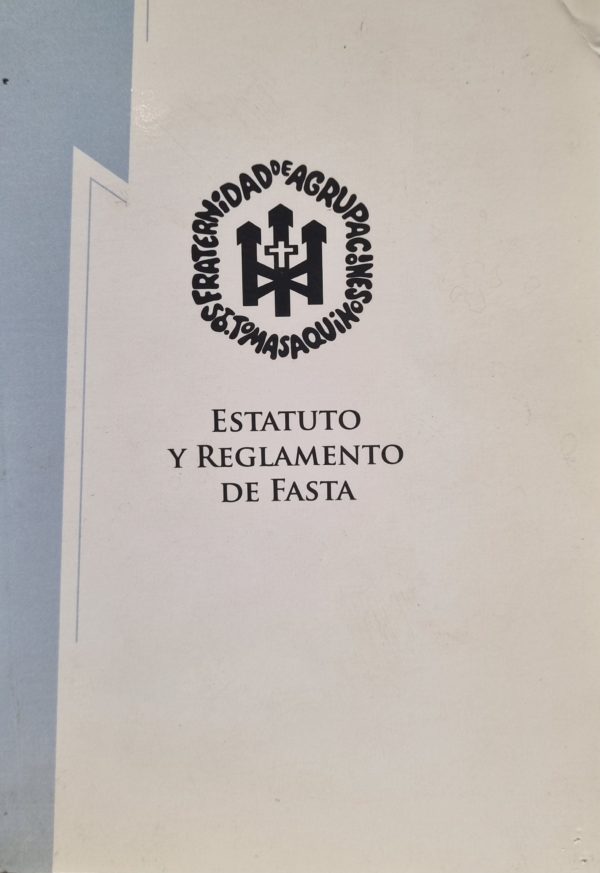 FRATERNIDAD DE AGRUPACIONES STO. TOMAS AQUINO
ESTATUTO
Y REGLAMENTO
DE FASTA